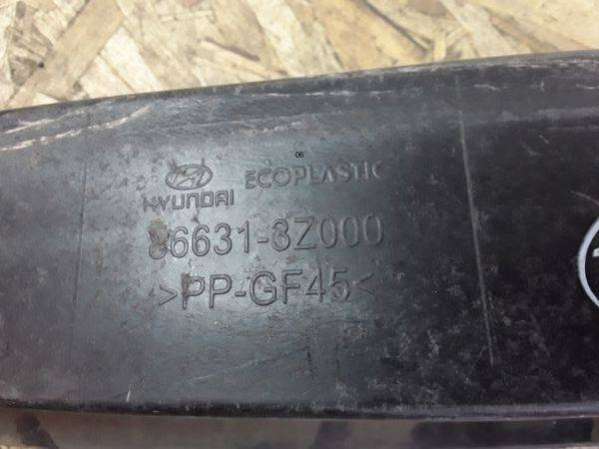 HYUNDAI ECOPLASTIC
86631-3Z000
>PP-GF45<